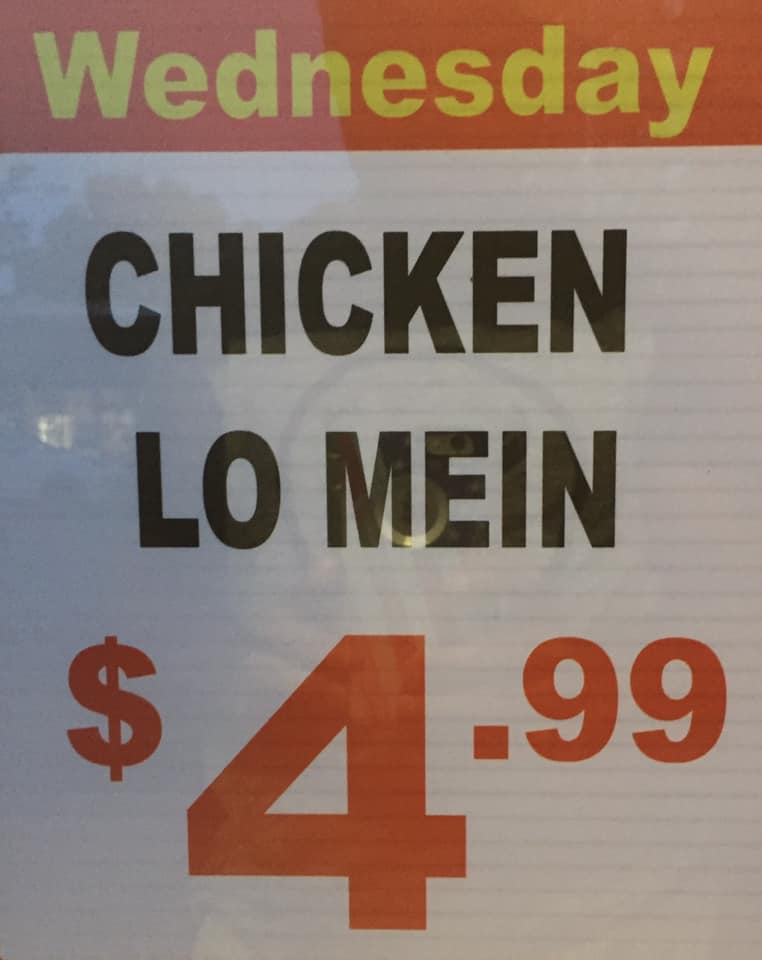 Wednesday
CHICKEN
LO MEIN
$4.99